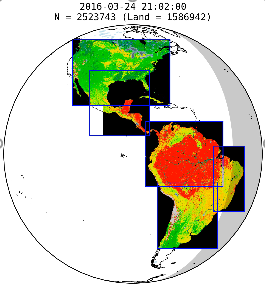 2016-03-24 21:02:00
N = 2523743 (Land = 1586942)